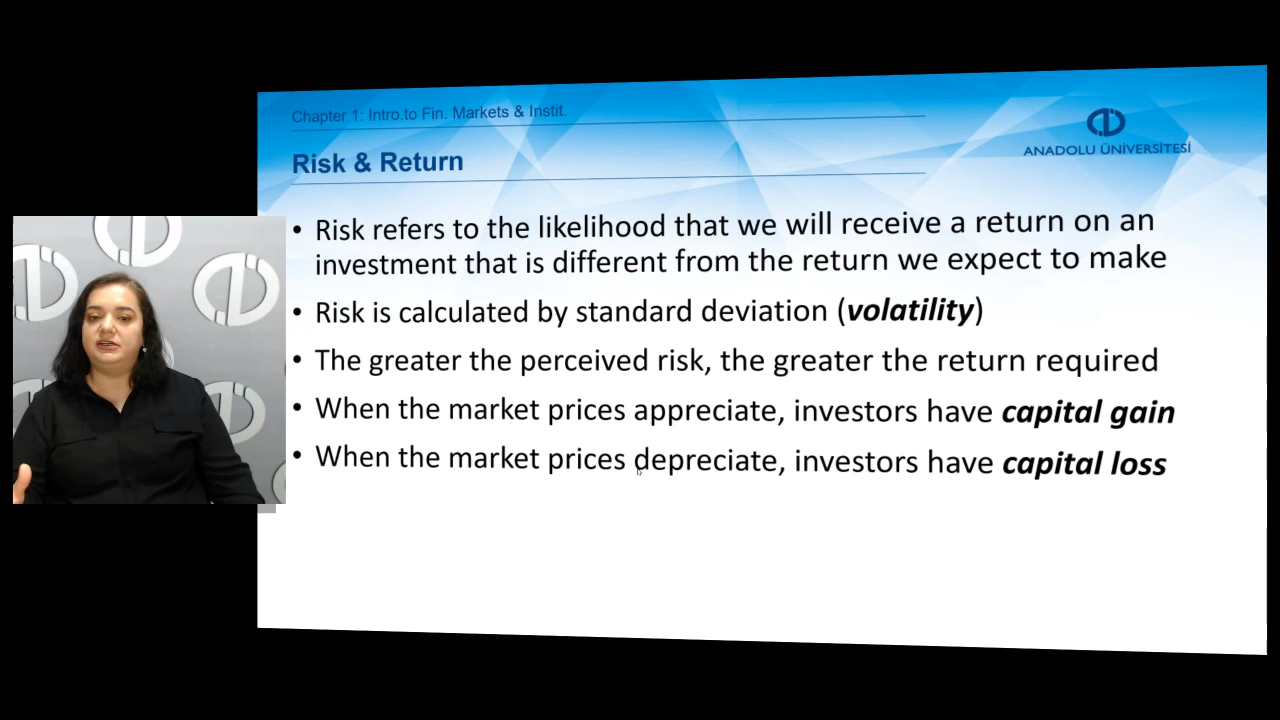 Chapter 1: Intro.to Fin. Markets & Instit.
ANADOLU ÜNİVERSİTESİ
Risk & Return
• Risk refers to the likelihood that we will receive a return on an
investment that is different from the return we expect to make
• Risk is calculated by standard deviation (volatility)
• The greater the perceived risk, the greater the return required
• When the market prices appreciate, investors have capital gain
• When the market prices depreciate, investors have capital loss